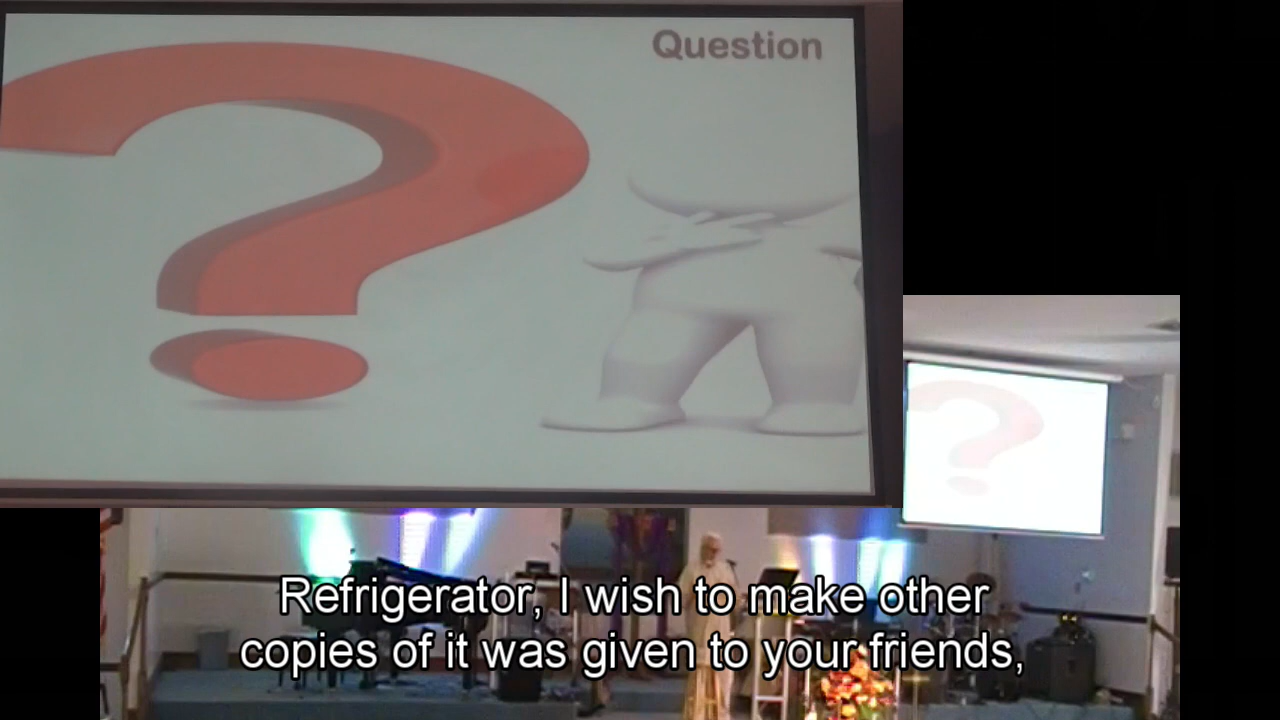 Question
Refrigerator, I wish to make other
copies of it was given to your friends,